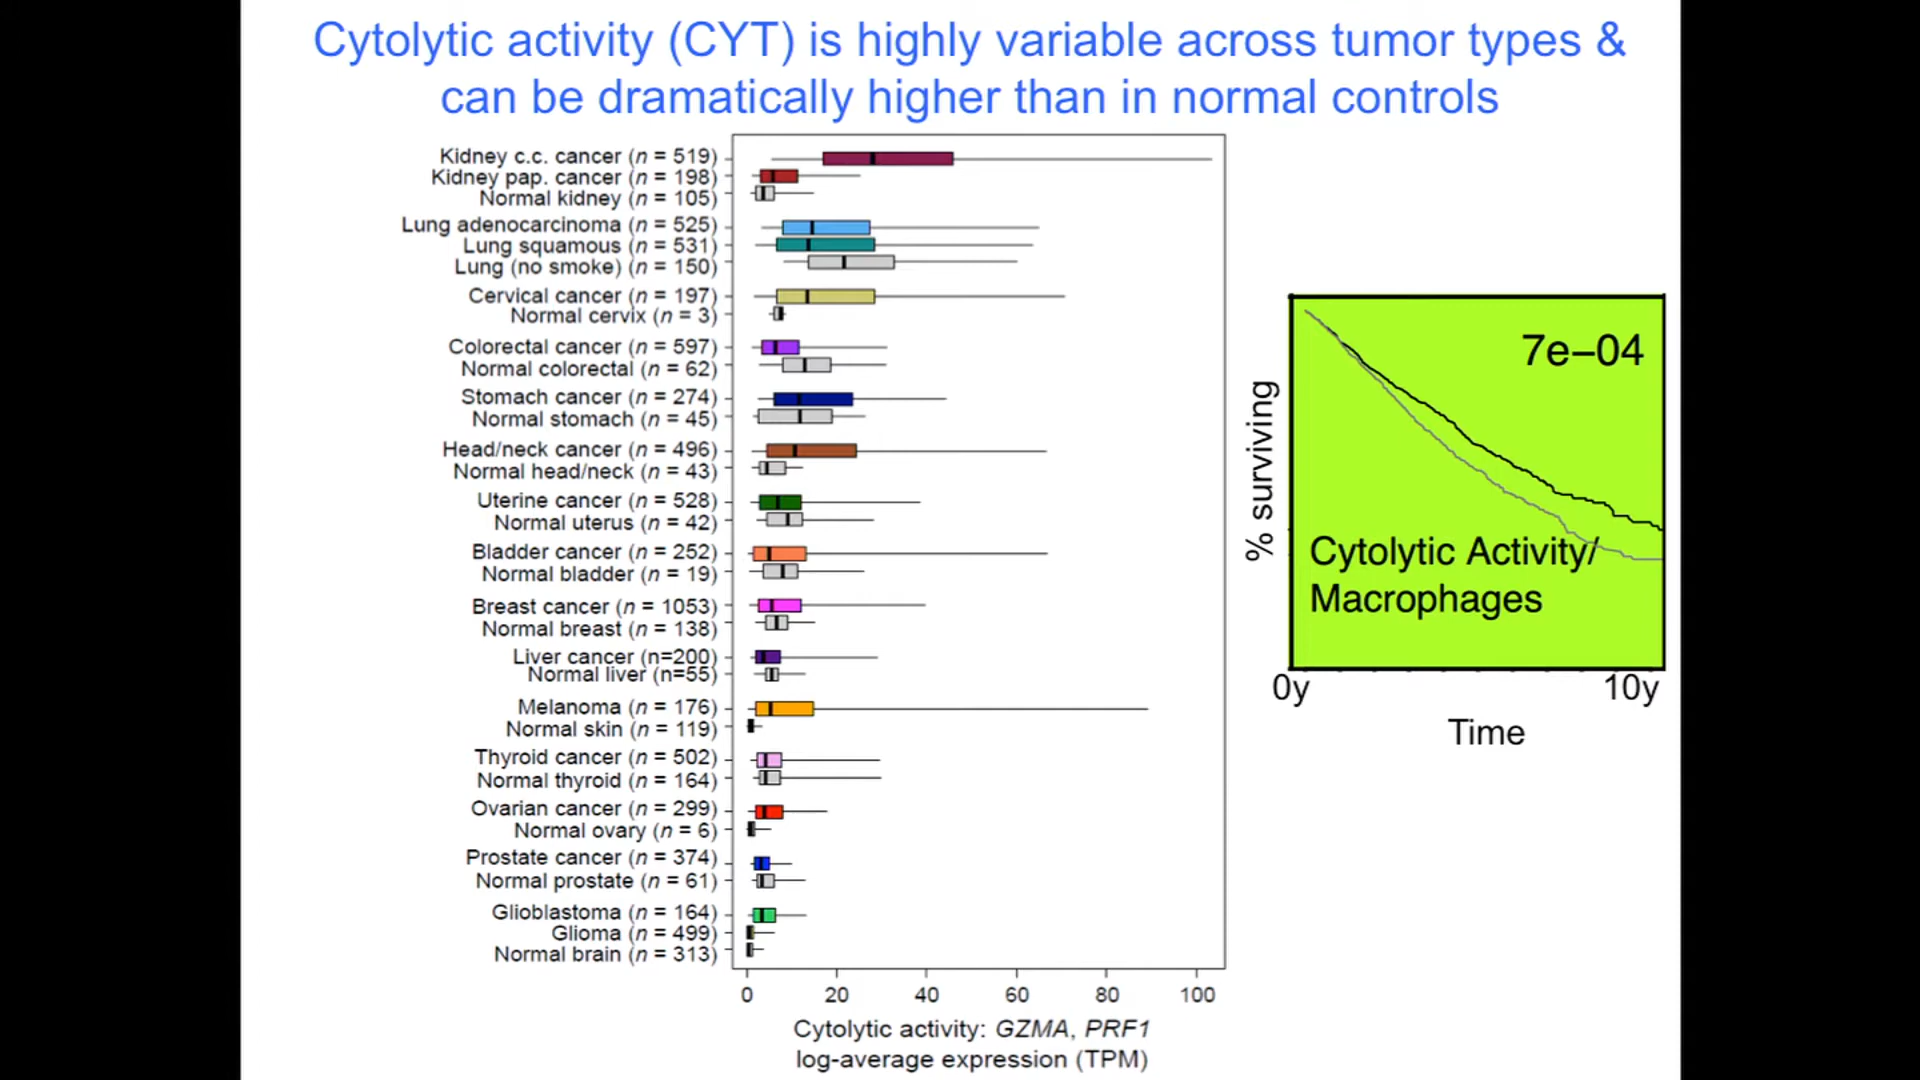 Cytolytic activity (CYT) is highly variable across tumor types &
can be dramatically higher than in normal controls
Kidney c.c. cancer (n = 519)
Kidney pap. cancer (n = 198)
Normal kidney (n = 105)
Lung adenocarcinoma (n = 525)
Lung squamous (n = 531)
Lung (no smoke) (n = 150)
Cervical cancer (n = 197)
Normal cervix (n = 3)
Colorectal cancer (n = 597)
Normal colorectal (n = 62)
Stomach cancer (n = 274)
Normal stomach (n = 45)
Head/neck cancer (n = 496)
Normal head/neck (n = 43)
Uterine cancer (n = 528)
Normal uterus (n = 42)
Bladder cancer (n = 252)
Normal bladder (n = 19)
Breast cancer (n = 1053)
Normal breast (n = 138)
Liver cancer (n=200)
Normal liver (n=55)
Melanoma (n = 176)
Normal skin (n = 119)
Thyroid cancer (n = 502)
Normal thyroid (n = 164)
Ovarian cancer (n = 299)
Normal ovary (n = 6)
Prostate cancer (n = 374)
Normal prostate (n = 61)
Glioblastoma (n = 164)
Glioma (n = 499)
Normal brain (n = 313)
0 20 40 60 80 100
Cytolytic activity: GZMA, PRF1
log-average expression (TPM)
% surviving
7e–04
Cytolytic Activity/
Macrophages
0y 10y
Time